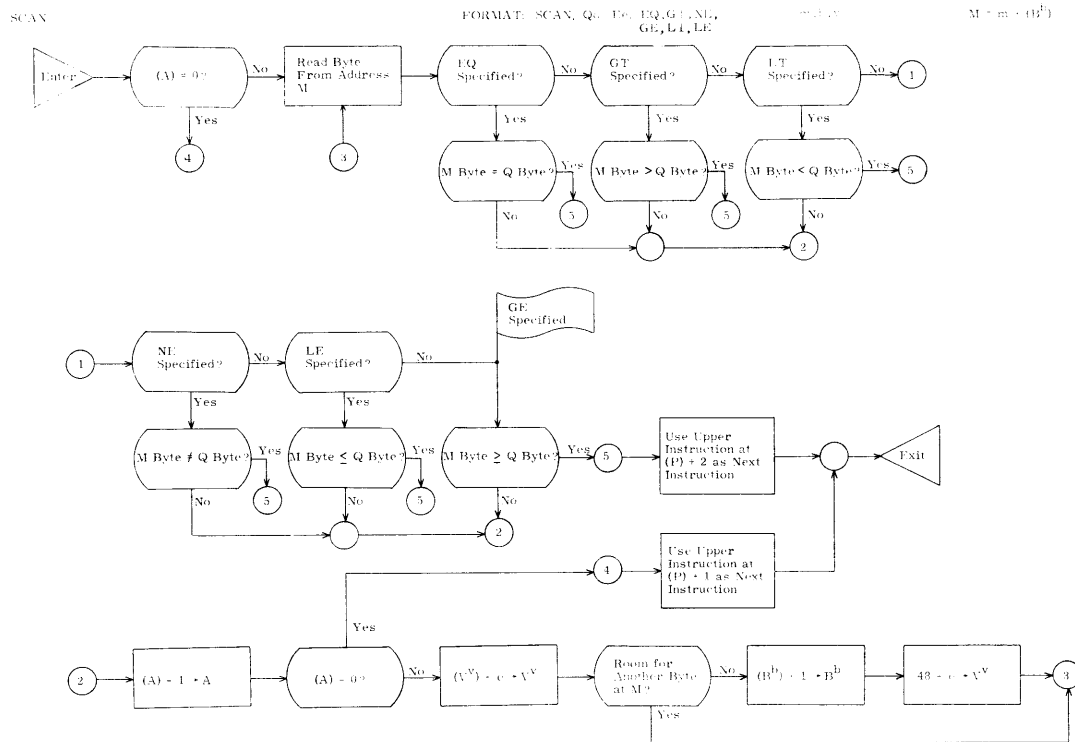 SCAN
FORMAT: SCAN, EQ,GT,NE,
GE,LT,LE
Enter
(A) = 0?
No
Read Byte
From Address
M
EQ
Specified?
No
GT
Specified?
No
LT
Specified?
No
1
Yes
Yes
Yes
Yes
4
3
M Byte = Q Byte?
Yes
M Byte > Q Byte?
Yes
M Byte < Q Byte?
Yes
5
5
5
No
No
No
2
GE
Specified
1
NE
Specified?
No
LE
Specified?
No
Yes
Yes
M Byte ≠ Q Byte?
Yes
M Byte ≤ Q Byte?
Yes
M Byte ≥ Q Byte?
Yes
5
Use Upper
Instruction at
(P) + 2 as Next
Instruction
Exit
5
5
No
No
No
2
4
Use Upper
Instruction at
(P) + 1 as Next
Instruction
Yes
2
(A) - 1 → A
(A) = 0?
No
Room for
Another Byte
at M?
No
3
Yes